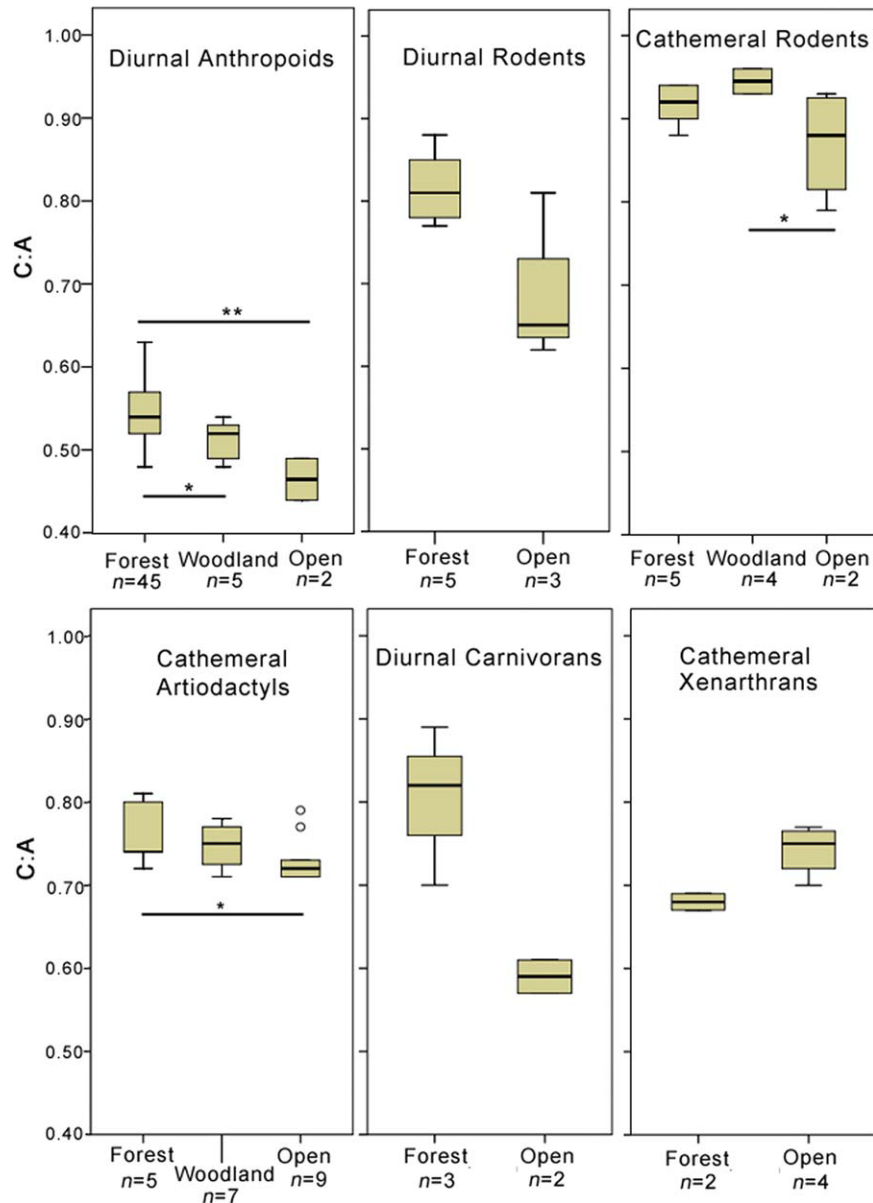 Diurnal Anthropoids
Diurnal Rodents
Cathemeral Rodents
1.00
0.90
0.80
0.70
0.60
0.50
0.40
C:A
**
*
*
Forest Woodland Open
n=45 n=5 n=2
Forest Open
n=5 n=3
Forest Woodland Open
n=5 n=4 n=2
Cathemeral
Artiodactyls
Diurnal Carnivorans
Cathemeral
Xenarthrans
1.00
0.90
0.80
0.70
0.60
0.50
0.40
C:A
*
Forest Woodland Open
n=5 n=7 n=9
Forest Open
n=3 n=2
Forest Open
n=2 n=4